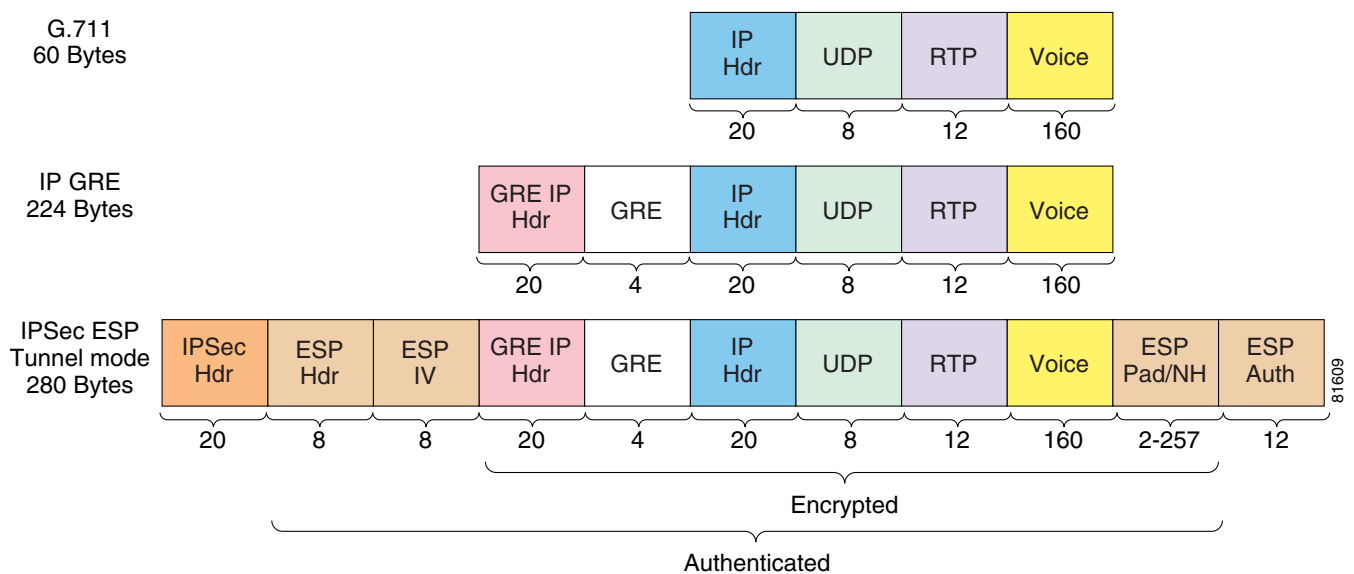 G.711
60 Bytes
IP
Hdr
UDP
RTP
Voice
20
8
12
160
IP GRE
224 Bytes
GRE IP
Hdr
GRE
IP
Hdr
UDP
RTP
Voice
20
4
20
8
12
160
IPSec ESP
Tunnel mode
280 Bytes
IPSec
Hdr
ESP
Hdr
ESP
IV
GRE IP
Hdr
GRE
IP
Hdr
UDP
RTP
Voice
ESP
Pad/NH
ESP
Auth
81609
20
8
8
20
4
20
8
12
160
2-257
12
Encrypted
Authenticated